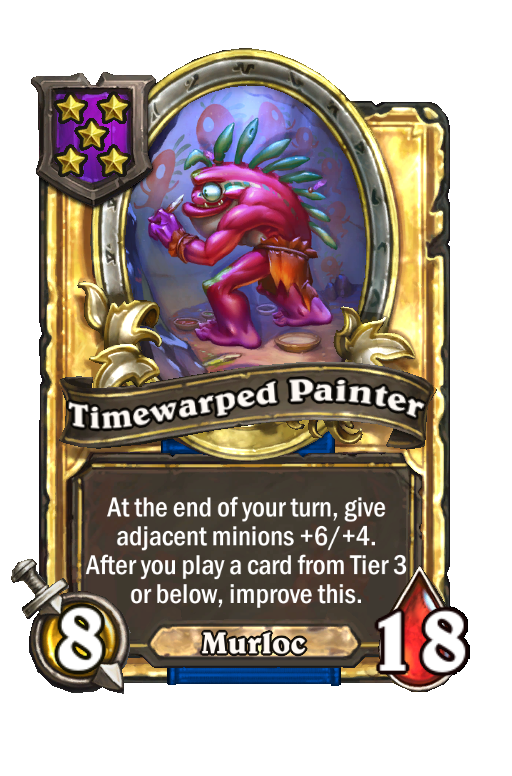 Timewarped Painter
At the end of your turn, give
adjacent minions +6/+4.
After you play a card from Tier 3
or below, improve this.
8
Murloc
18